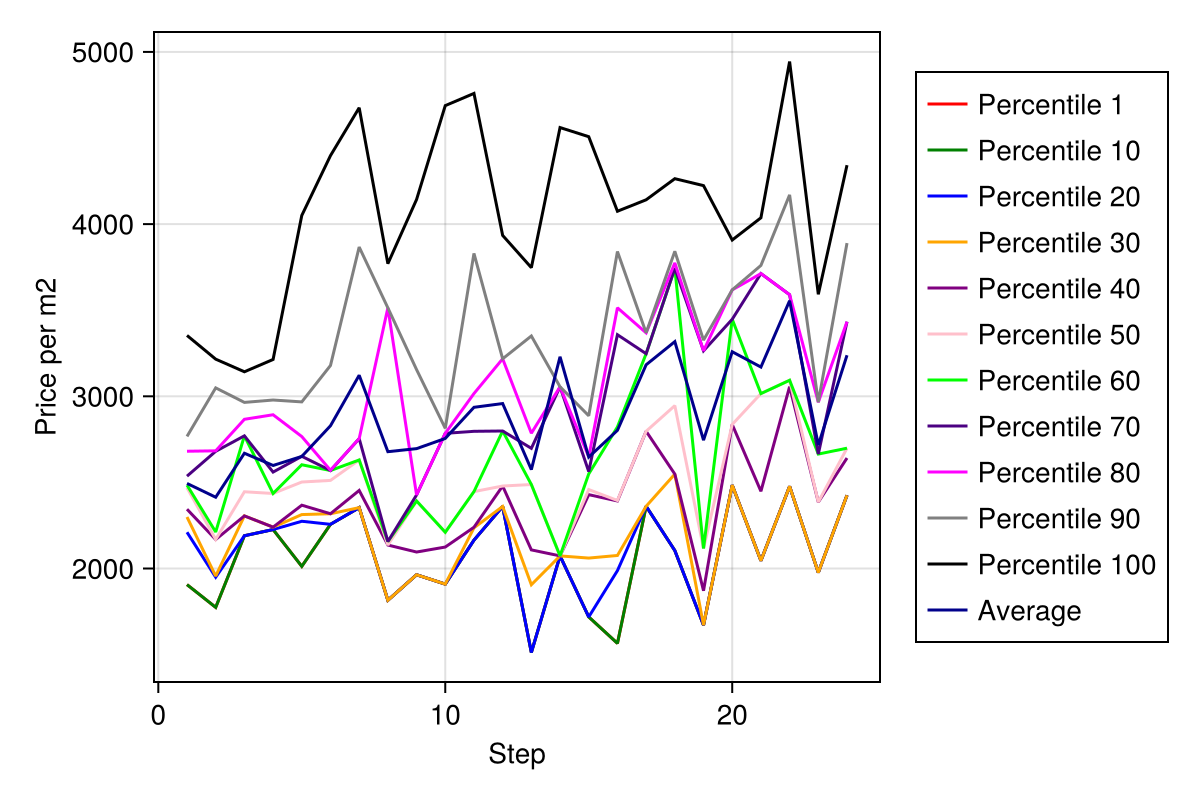 5000
4000
3000
2000
Price per m2
0
10
20
Step
Percentile 1
Percentile 10
Percentile 20
Percentile 30
Percentile 40
Percentile 50
Percentile 60
Percentile 70
Percentile 80
Percentile 90
Percentile 100
Average